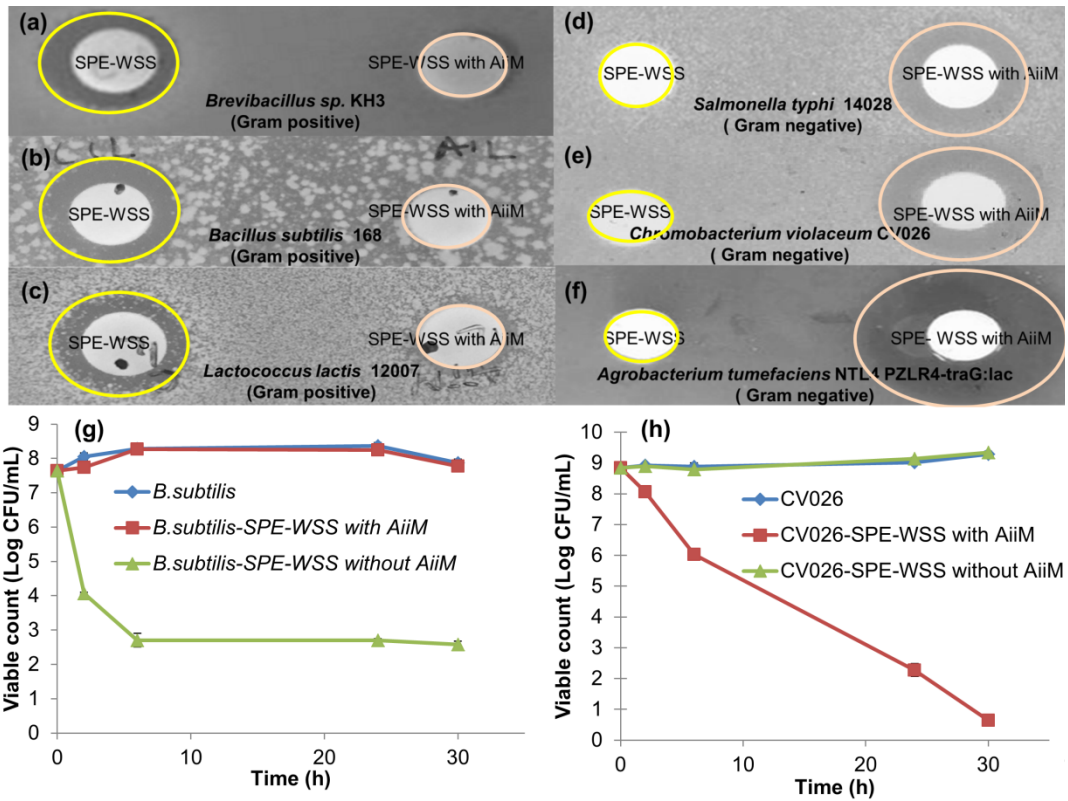 (a)
SPE-WSS
SPE-WSS with AiiM
Brevibacillus sp. KH3
(Gram positive)
(b)
SPE-WSS
SPE-WSS with AiiM
Bacillus subtilis 168
(Gram positive)
(c)
SPE-WSS
SPE-WSS with AiiM
Lactococcus lactis 12007
(Gram positive)
(d)
SPE-WSS
SPE-WSS with AiiM
Salmonella typhi 14028
( Gram negative)
(e)
SPE-WSS
SPE-WSS with AiiM
Chromobacterium violaceum CV026
( Gram negative)
(f)
SPE-WSS
SPE- WSS with AiiM
Agrobacterium tumefaciens NTL4 PZLR4-traG:lac
( Gram negative)
(g)
Viable count (Log CFU/mL)
9
8
7
6
5
4
3
2
1
0
B.subtilis
B.subtilis-SPE-WSS with AiiM
B.subtilis-SPE-WSS without AiiM
0 10 20 30
Time (h)
(h)
Viable count (Log CFU/mL)
10
9
8
7
6
5
4
3
2
1
0
CV026
CV026-SPE-WSS with AiiM
CV026-SPE-WSS without AiiM
0 10 20 30
Time (h)